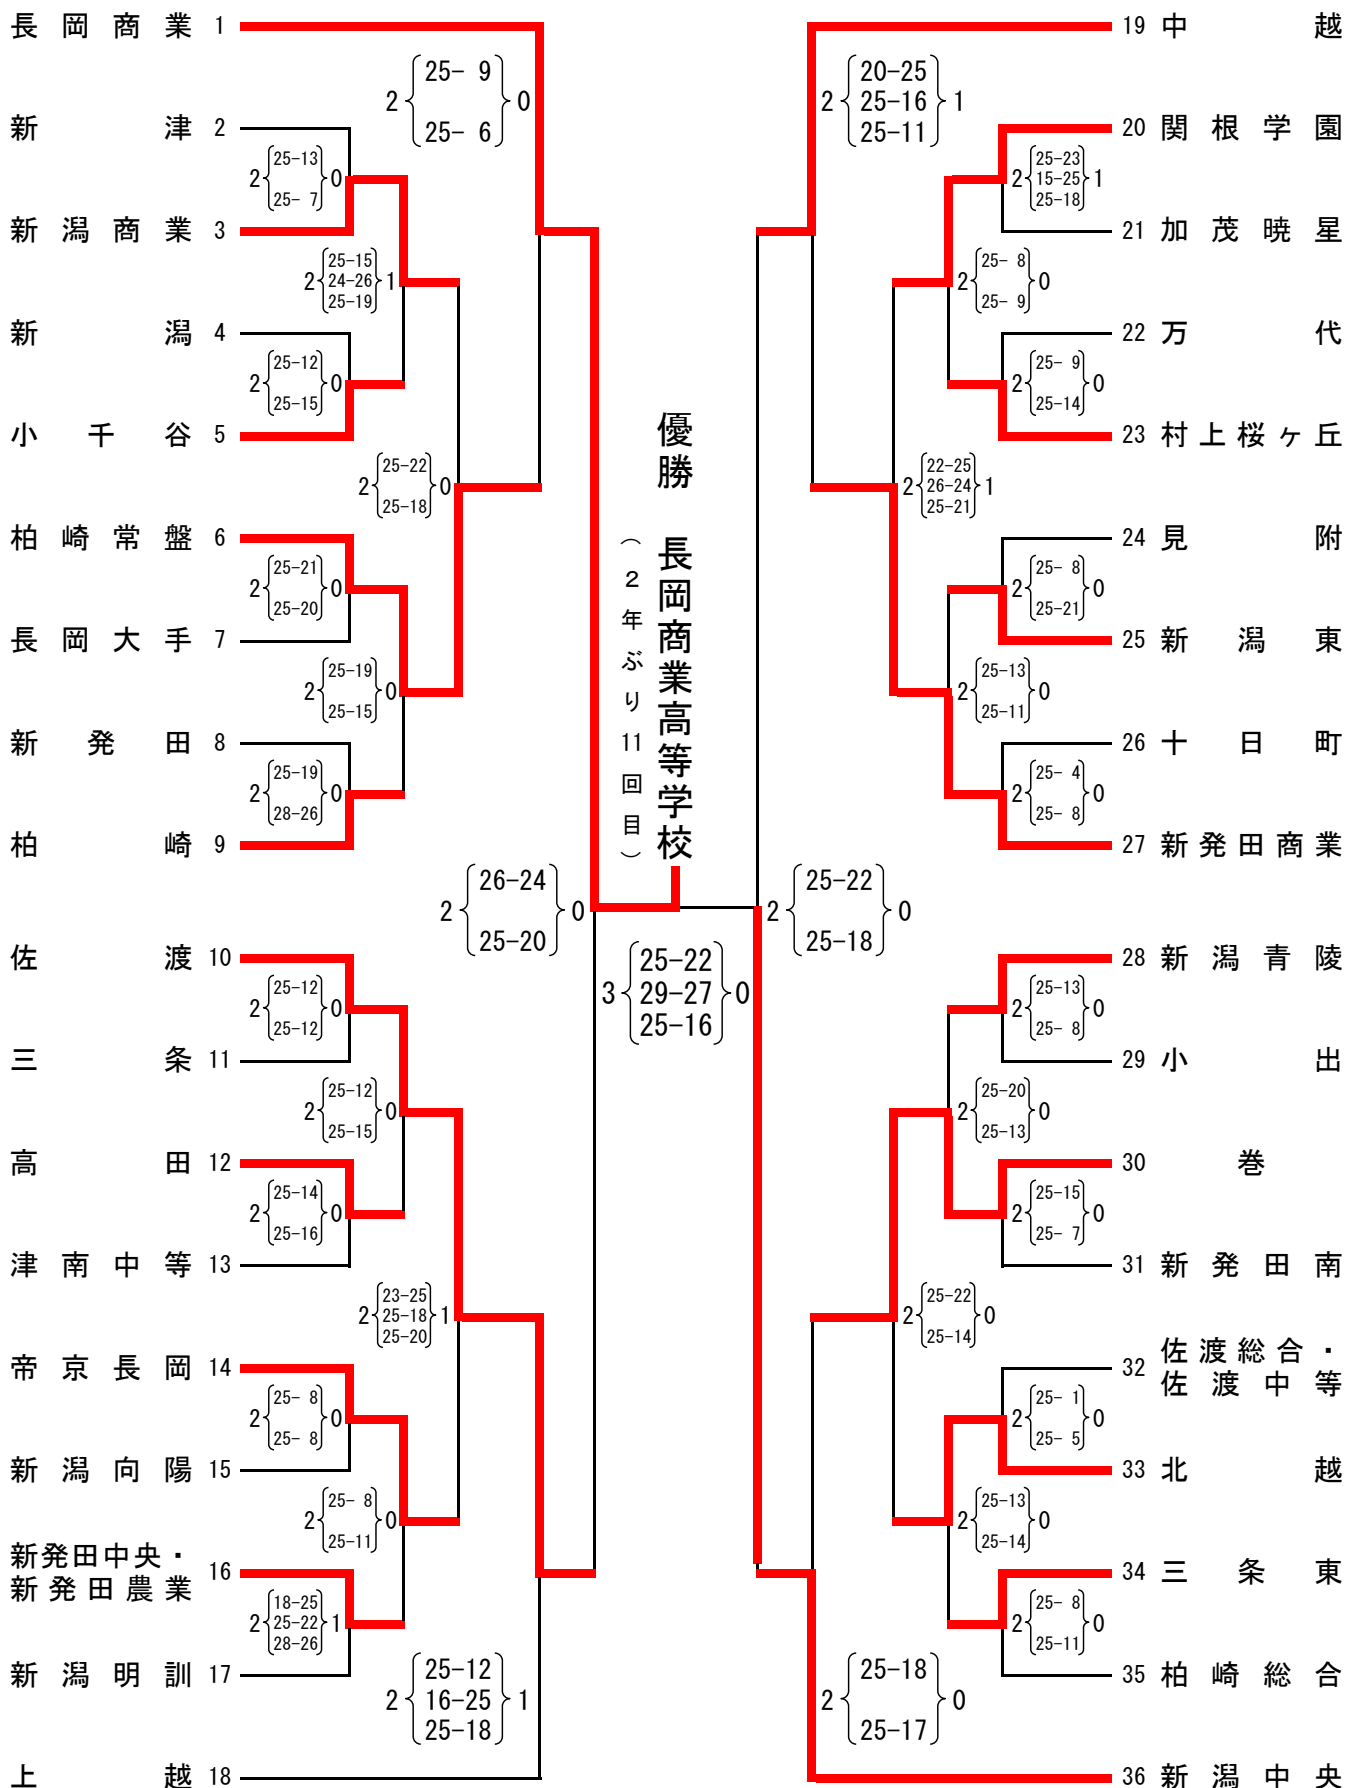 長岡商業 1
2 25- 9 0
25- 6
新津 2
2 25-13 0
25- 7
新潟商業 3
2 25-15 1
24-26
25-19
新潟 4
2 25-12 0
25-15
小千谷 5
2 25-22 0
25-18
柏崎常盤 6
2 25-21 0
25-20
長岡大手 7
2 25-19 0
25-15
新発田 8
2 25-19 0
28-26
柏崎 9
2 26-24 0
25-20
佐渡 10
2 25-12 0
25-12
三条 11
2 25-12 0
25-15
高田 12
2 25-14 0
25-16
津南中等 13
2 23-25 1
25-18
25-20
帝京長岡 14
2 25- 8 0
25- 8
新潟向陽 15
2 25- 8 0
25-11
新発田中央・
新発田農業 16
2 18-25 1
25-22
28-26
新潟明訓 17
2 25-12 1
16-25
25-18
上越 18
優勝 長岡商業高等学校
(2年ぶり11回目)
3 25-22 0
29-27
25-16
19 中越
2 20-25 1
25-16
25-11
20 関根学園
2 25-23 1
15-25
25-18
21 加茂暁星
2 25- 8 0
25- 9
22 万代
2 25- 9 0
25-14
23 村上桜ヶ丘
2 22-25 1
26-24
25-21
24 見附
2 25- 8 0
25-21
25 新潟東
2 25-13 0
25-11
26 十日町
2 25- 4 0
25- 8
27 新発田商業
2 25-22 0
25-18
28 新潟青陵
2 25-13 0
25- 8
29 小出
2 25-20 0
25-13
30 巻
2 25-15 0
25- 7
31 新発田南
2 25-22 0
25-14
32 佐渡総合・
佐渡中等
2 25- 1 0
25- 5
33 北越
2 25-13 0
25-14
34 三条東
2 25- 8 0
25-11
35 柏崎総合
2 25-18 0
25-17
36 新潟中央